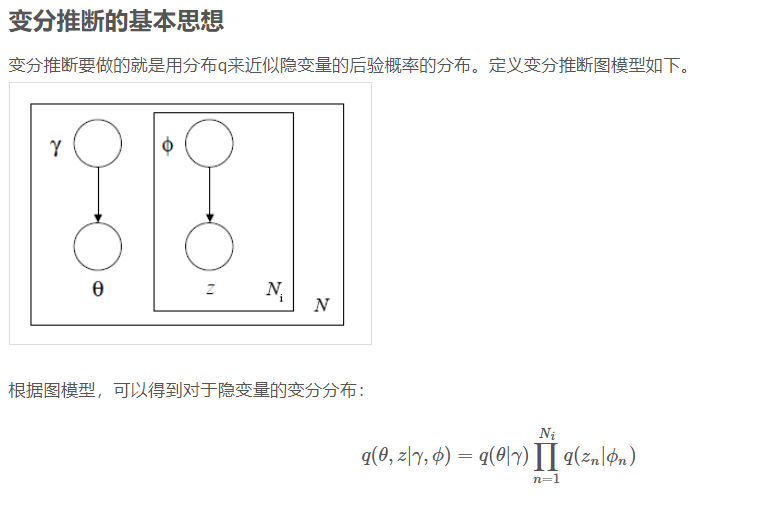 变分推断的基本思想
变分推断要做的就是用分布q来近似隐变量的后验概率的分布。定义变分推断图模型如下。
γ ϕ
θ z N_i N
根据图模型，可以得到对于隐变量的变分分布：
q(θ, z|γ, ϕ) = q(θ|γ) ∏_{n=1}^{N_i} q(z_n|ϕ_n)